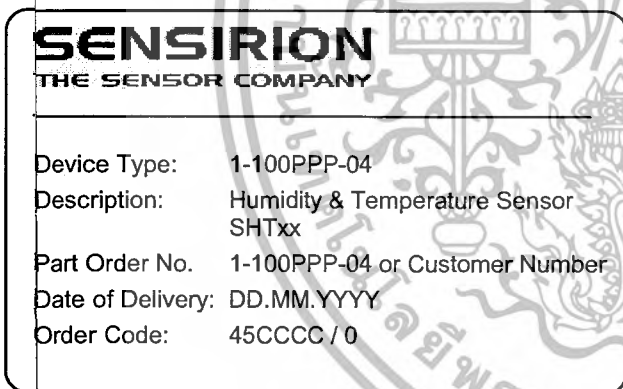 SENSIRION
THE SENSOR COMPANY
Device Type: 1-100PPP-04
Description: Humidity & Temperature Sensor
SHTxx
Part Order No. 1-100PPP-04 or Customer Number
Date of Delivery: DD.MM.YYYY
Order Code: 45CCCC / 0